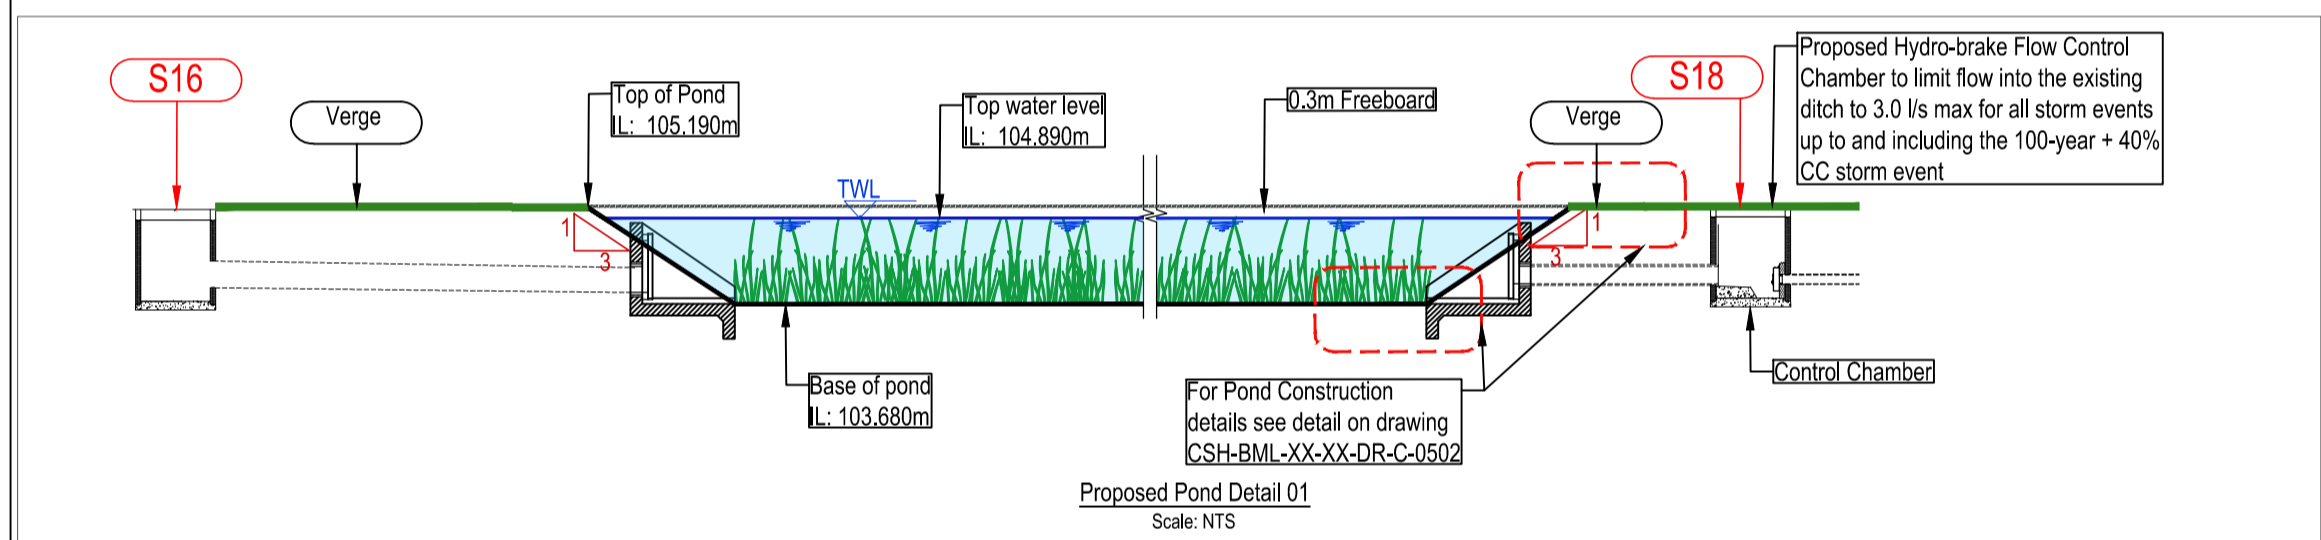 S16
Verge
Top of Pond
IL: 105.190m
TWL
Top water level
IL: 104.890m
0.3m Freeboard
Verge
S18
Proposed Hydro-brake Flow Control
Chamber to limit flow into the existing
ditch to 3.0 l/s max for all storm events
up to and including the 100-year + 40%
CC storm event
1
3
1
3
Base of pond
IL: 103.680m
For Pond Construction
details see detail on drawing
CSH-BML-XX-XX-DR-C-0502
Control Chamber
Proposed Pond Detail 01
Scale: NTS